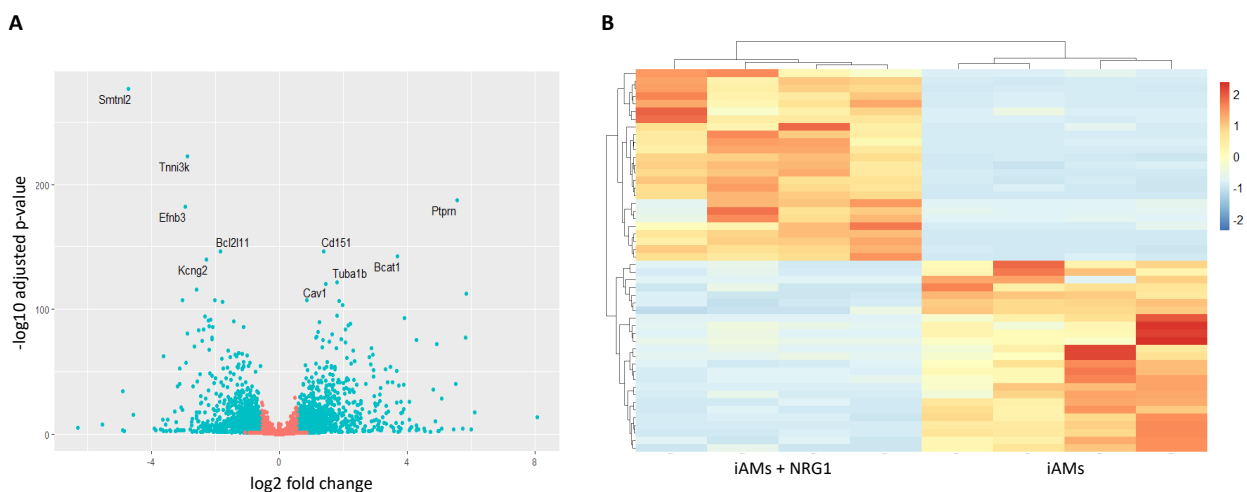 A
Smtnl2
Tnni3k
200
Efnb3
Ptprn
Bcl2l11
Cd151
Kcng2
Bcat1
Tuba1b
Cav1
100
0
-4
0
4
8
-log10 adjusted p-value
log2 fold change
B
2
1
0
-1
-2
iAMs + NRG1
iAMs